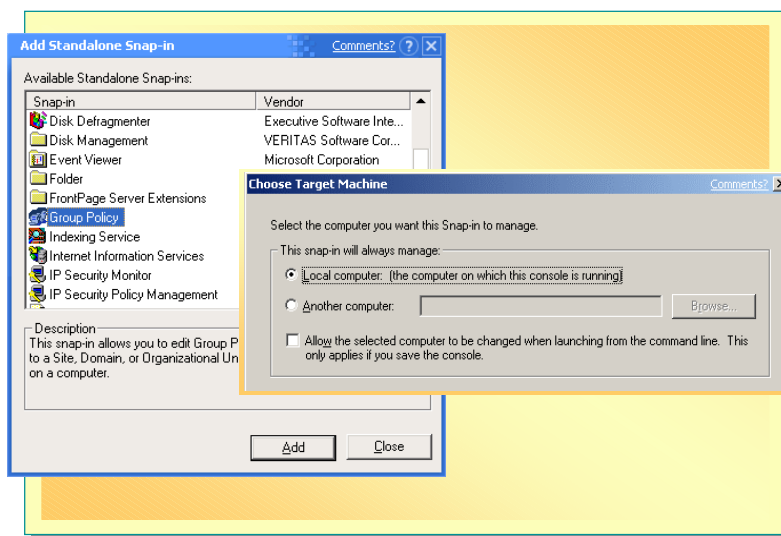 Add Standalone Snap-in
Comments?
Available Standalone Snap-ins:
Snap-in Vendor
Disk Defragmenter Executive Software Inte...
Disk Management VERITAS Software Cor...
Event Viewer Microsoft Corporation
Folder
FrontPage Server Extensions
Group Policy
Indexing Service
Internet Information Services
IP Security Monitor
IP Security Policy Management
Description
This snap-in allows you to edit Group P
to a Site, Domain, or Organizational Un
on a computer.
Add Close
Choose Target Machine
Comments?
Select the computer you want this Snap-in to manage.
This snap-in will always manage:
Local computer: (the computer on which this console is running)
Another computer:
Browse...
Allow the selected computer to be changed when launching from the command line. This
only applies if you save the console.